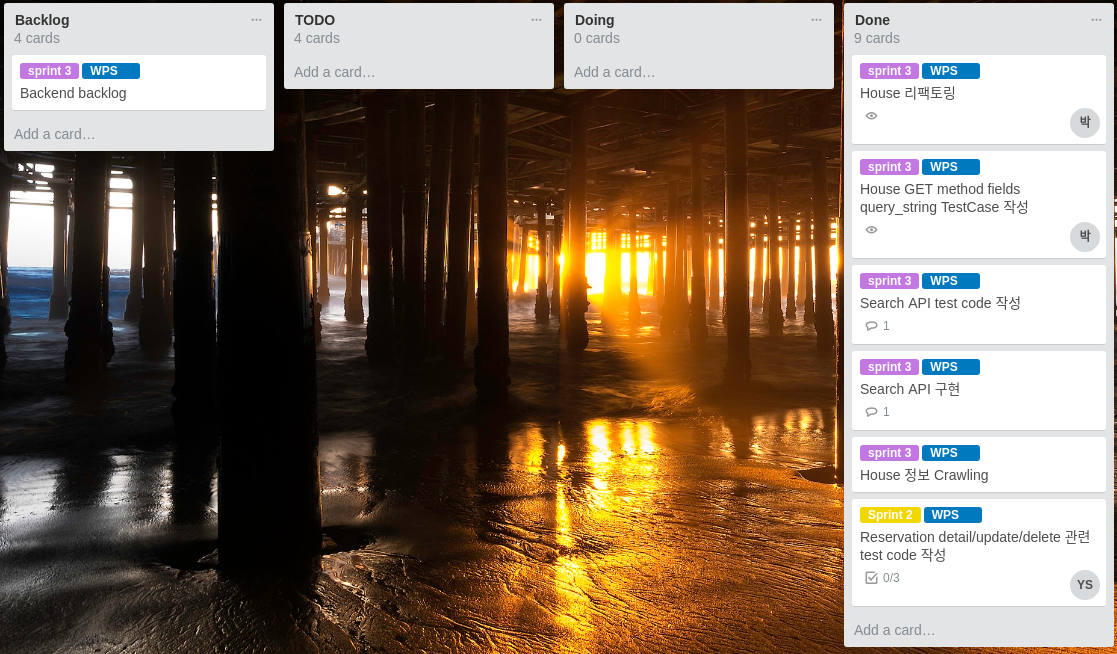 Backlog
4 cards
sprint 3 WPS
Backend backlog
Add a card…
TODO
4 cards
Add a card…
Doing
0 cards
Add a card…
Done
9 cards
sprint 3 WPS
House 리팩토링
박
sprint 3 WPS
House GET method fields
query_string TestCase 작성
박
sprint 3 WPS
Search API test code 작성
1
sprint 3 WPS
Search API 구현
1
sprint 3 WPS
House 정보 Crawling
Sprint 2 WPS
Reservation detail/update/delete 관련
test code 작성
0/3
YS
Add a card…